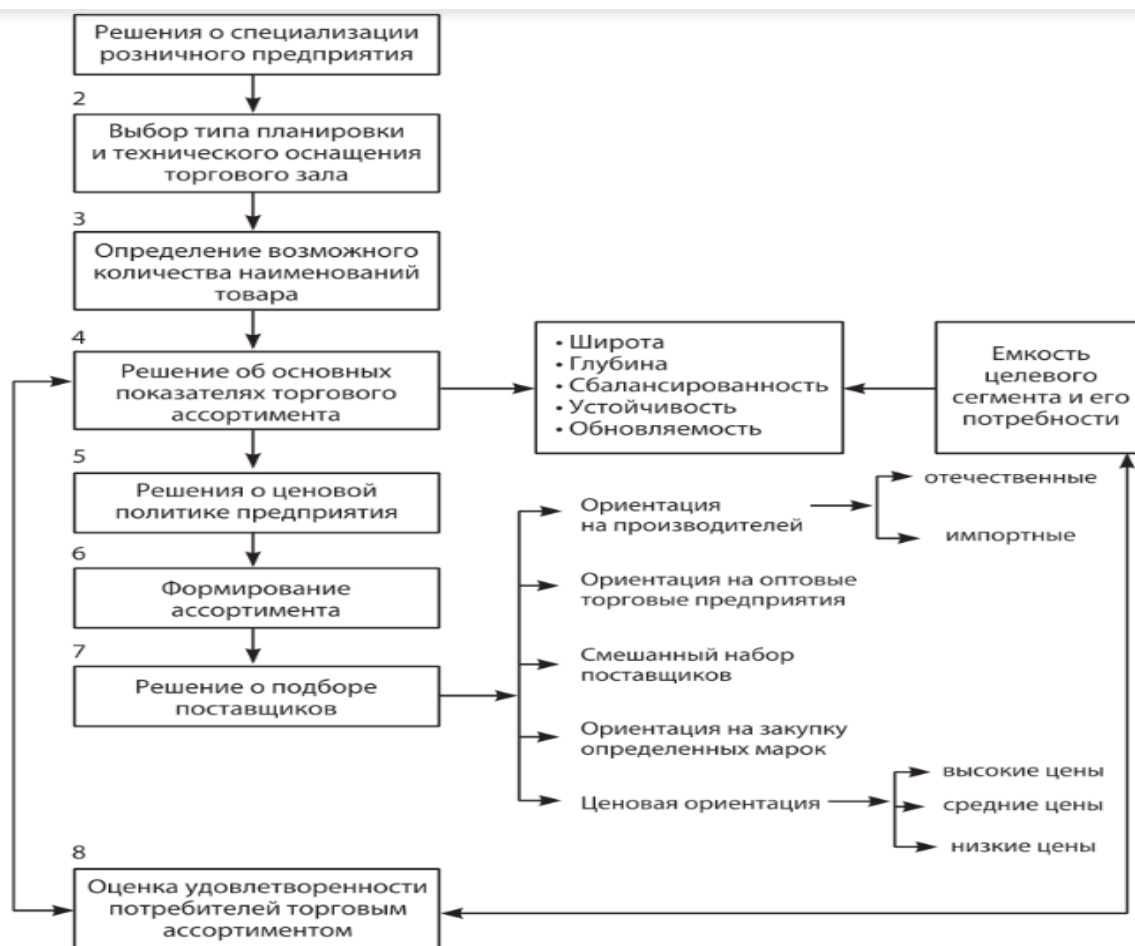 Решения о специализации
розничного предприятия
2
Выбор типа планировки
и технического оснащения
торгового зала
3
Определение возможного
количества наименований
товара
4
Решение об основных
показателях торгового
ассортимента
• Широта
• Глубина
• Сбалансированность
• Устойчивость
• Обновляемость
Емкость
целевого
сегмента и его
потребности
5
Решения о ценовой
политике предприятия
6
Формирование
ассортимента
7
Решение о подборе
поставщиков
Ориентация
на производителей
отечественные
импортные
Ориентация на оптовые
торговые предприятия
Смешанный набор
поставщиков
Ориентация на закупку
определенных марок
Ценовая ориентация
высокие цены
средние цены
низкие цены
8
Оценка удовлетворенности
потребителей торговым
ассортиментом